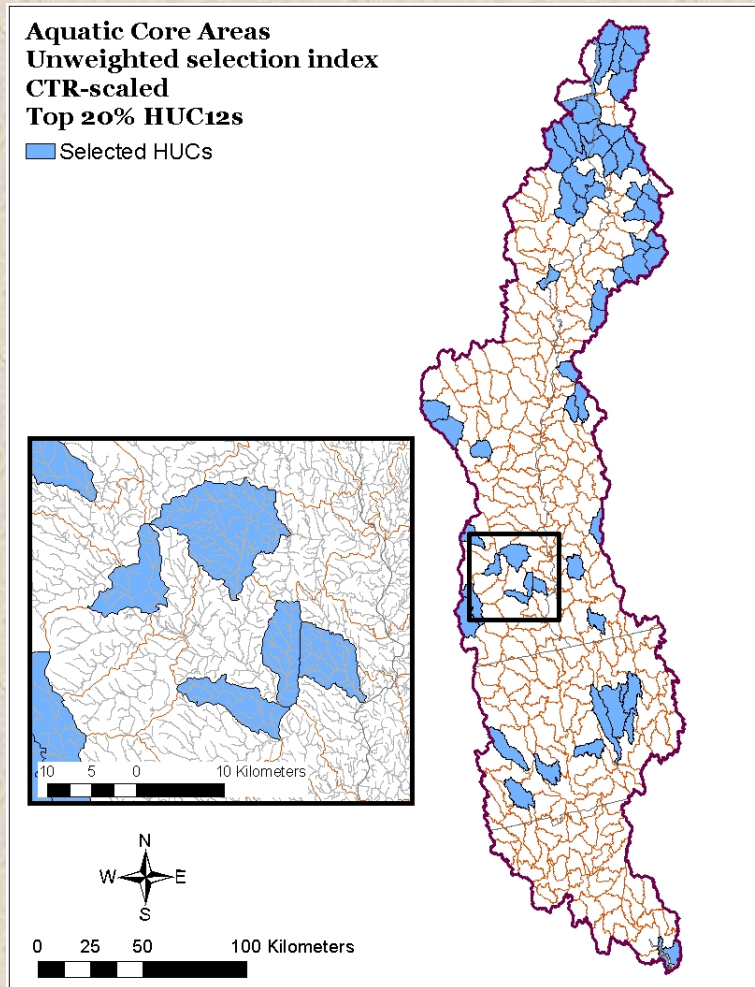 Aquatic Core Areas
Unweighted selection index
CTR-scaled
Top 20% HUC12s
Selected HUCs
10 5 0 10 Kilometers
N
W E
S
0 25 50 100 Kilometers